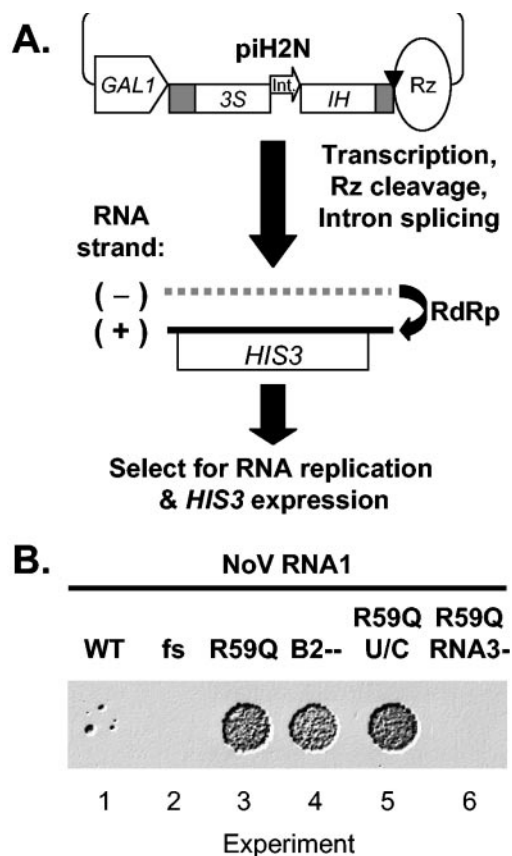 A.
piH2N
GAL1 3S Int. IH Rz
Transcription,
Rz cleavage,
Intron splicing
RNA
strand:
( – )
( + )
RdRp
HIS3
Select for RNA replication
& HIS3 expression
B.
NoV RNA1
R59Q R59Q
WT fs R59Q B2-- U/C RNA3-
1 2 3 4 5 6
Experiment